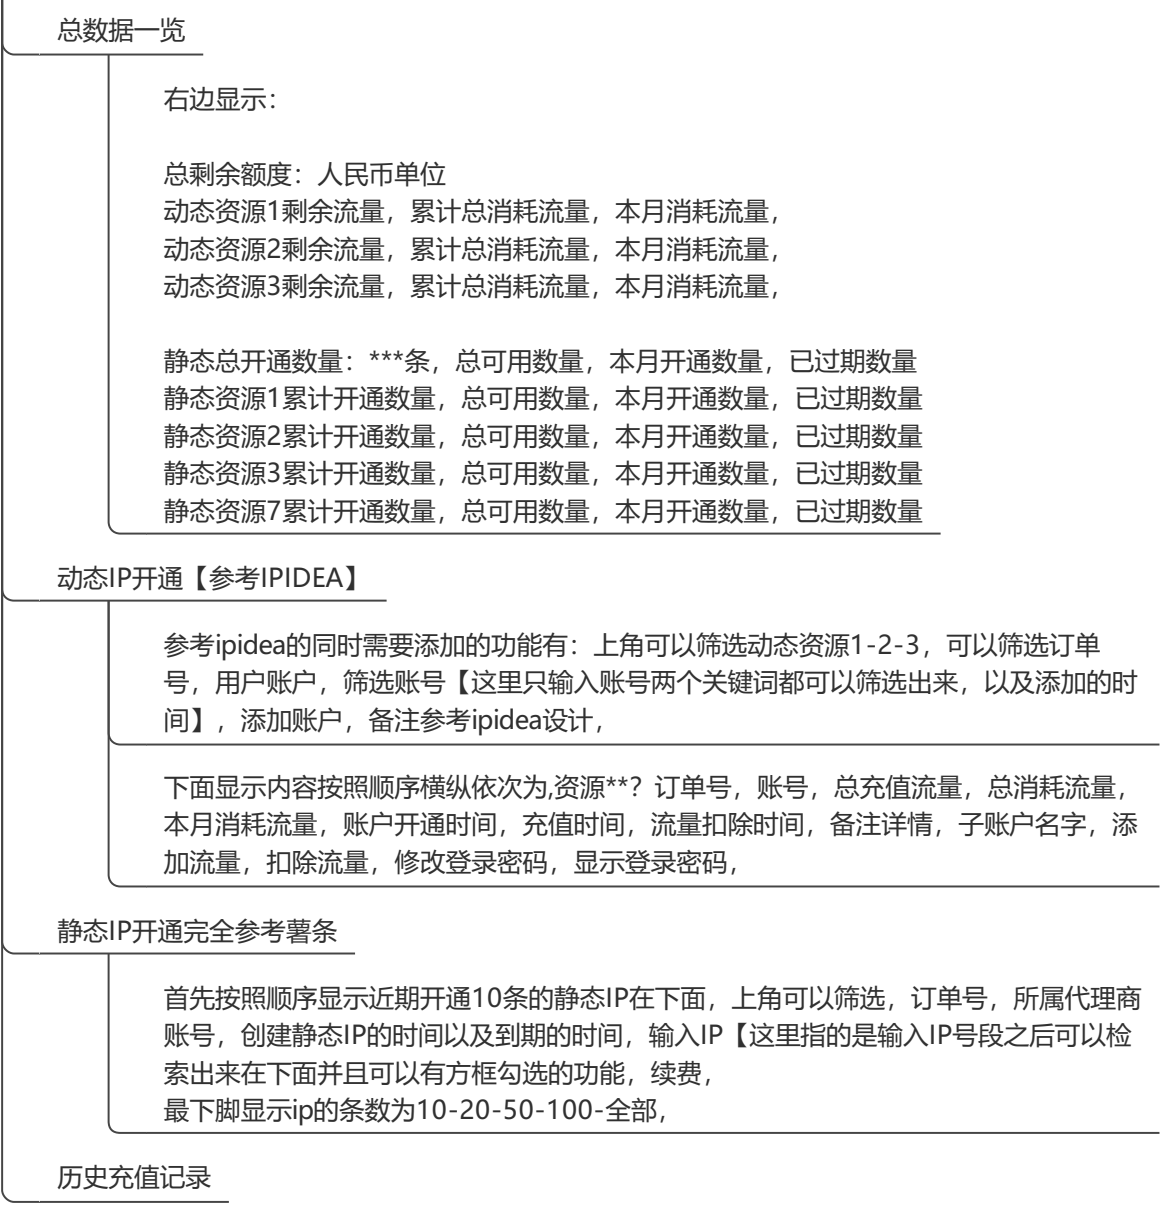 总数据一览
右边显示：
总剩余额度：人民币单位
动态资源1剩余流量，累计总消耗流量，本月消耗流量，
动态资源2剩余流量，累计总消耗流量，本月消耗流量，
动态资源3剩余流量，累计总消耗流量，本月消耗流量，
静态总开通数量：***条，总可用数量，本月开通数量，已过期数量
静态资源1累计开通数量，总可用数量，本月开通数量，已过期数量
静态资源2累计开通数量，总可用数量，本月开通数量，已过期数量
静态资源3累计开通数量，总可用数量，本月开通数量，已过期数量
静态资源7累计开通数量，总可用数量，本月开通数量，已过期数量
动态IP开通【参考IPIDEA】
参考ipidea的同时需要添加的功能有：上角可以筛选动态资源1-2-3，可以筛选订单
号，用户账户，筛选账号【这里只输入账号两个关键词都可以筛选出来，以及添加的时
间】，添加账户，备注参考ipidea设计，
下面显示内容按照顺序横纵依次为,资源**？订单号，账号，总充值流量，总消耗流量，
本月消耗流量，账户开通时间，充值时间，流量扣除时间，备注详情，子账户名字，添
加流量，扣除流量，修改登录密码，显示登录密码，
静态IP开通完全参考薯条
首先按照顺序显示近期开通10条的静态IP在下面，上角可以筛选，订单号，所属代理商
账号，创建静态IP的时间以及到期的时间，输入IP【这里指的是输入IP号段之后可以检
索出来在下面并且可以有方框勾选的功能，续费，
最下脚显示ip的条数为10-20-50-100-全部，
历史充值记录